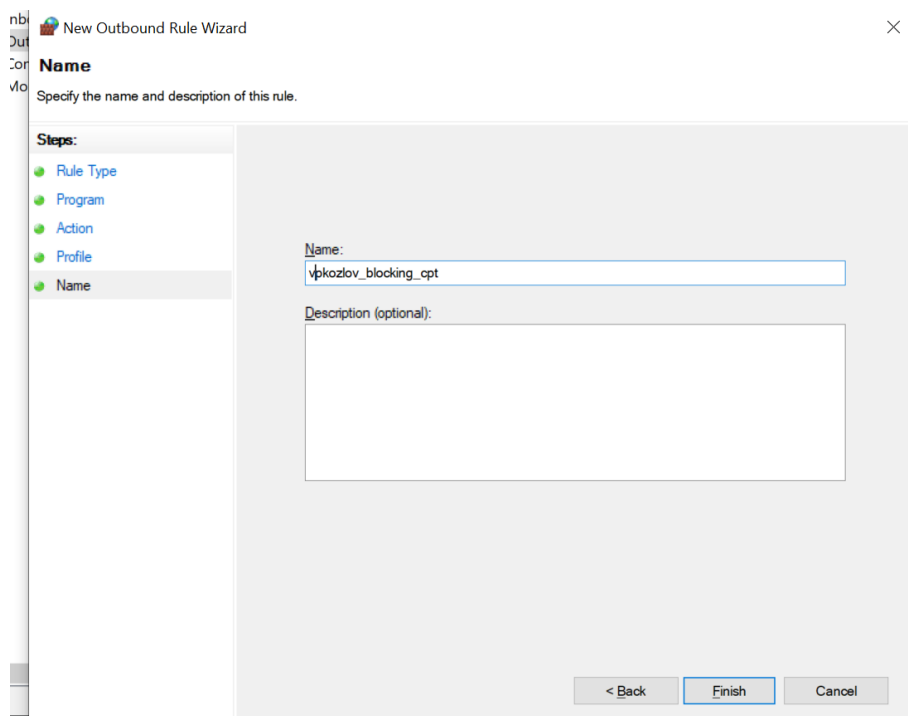 New Outbound Rule Wizard
Name
Specify the name and description of this rule.
Steps:
Rule Type
Program
Action
Profile
Name
Name:
vpkozlov_blocking_cpt
Description (optional):
< Back
Finish
Cancel